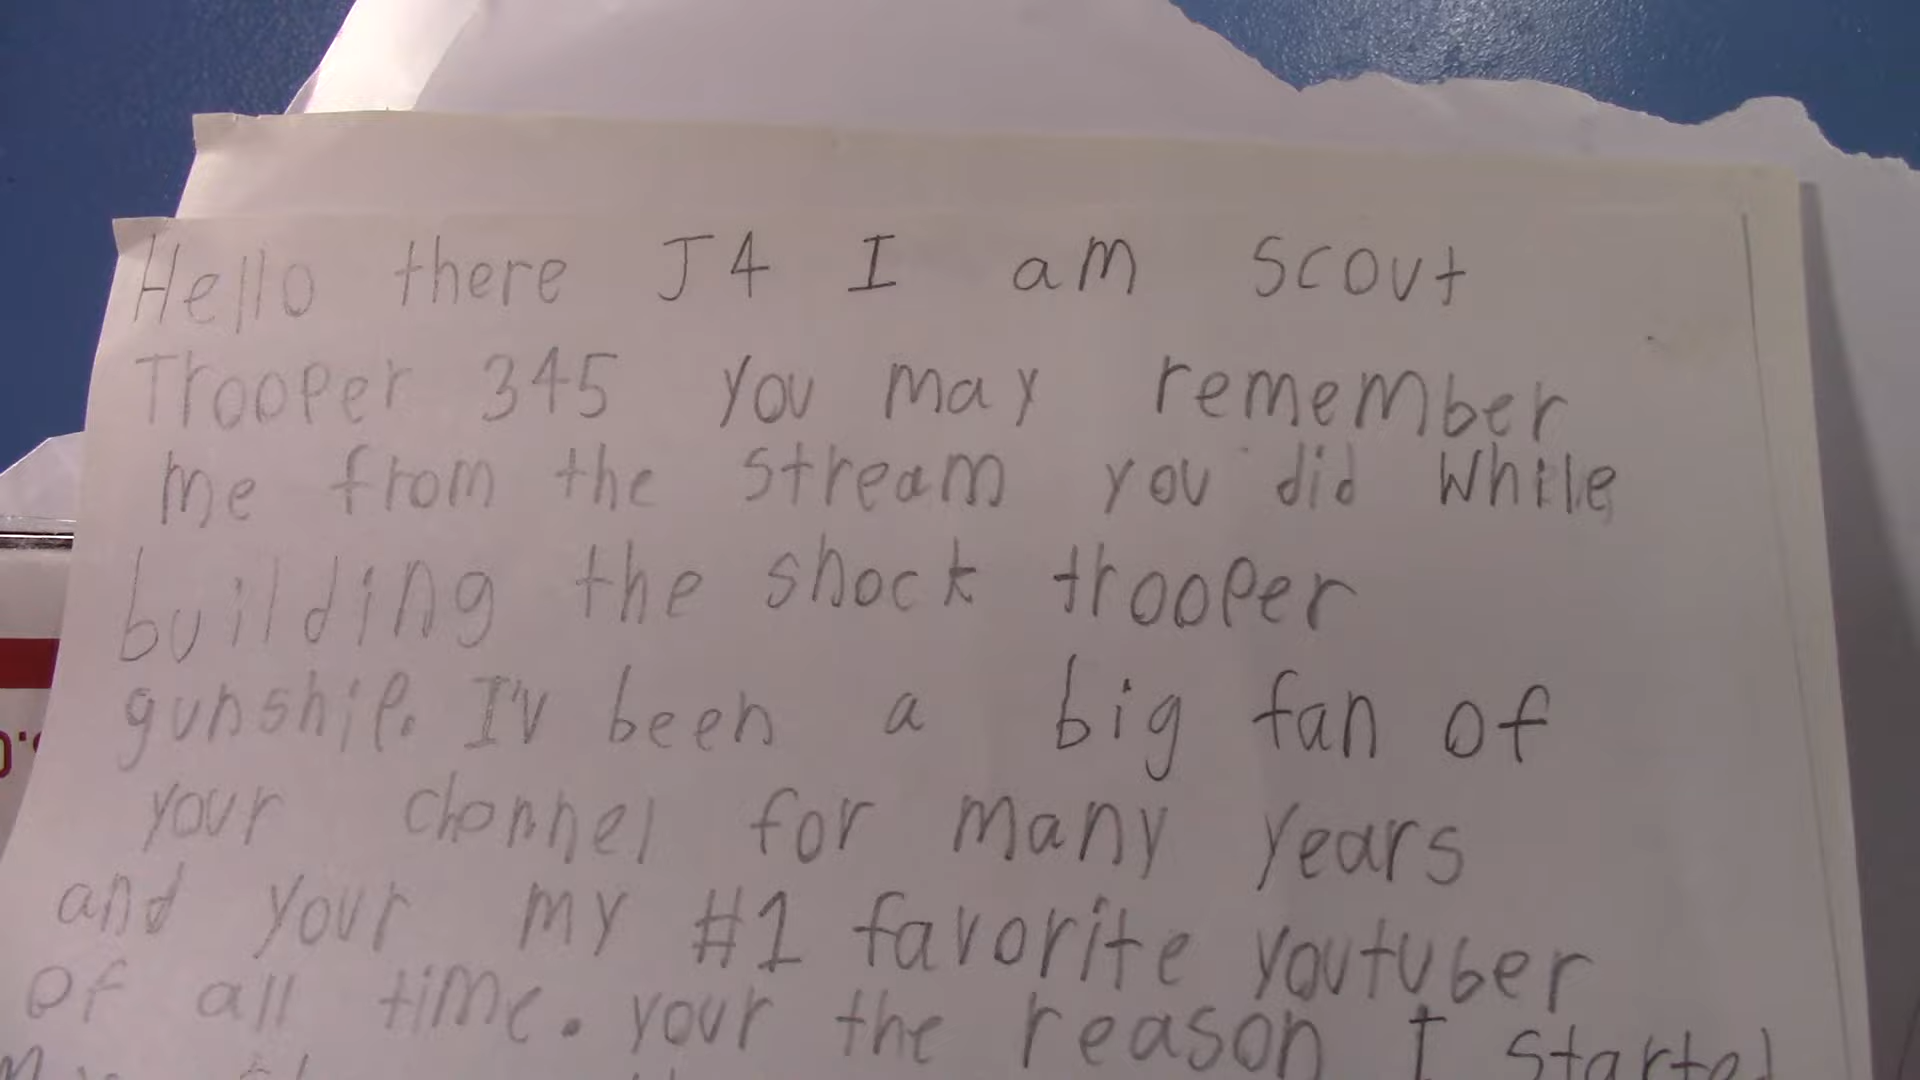 Hello there J4 I am scout
Trooper 345 you may remember
me from the stream you did while
building the shock trooper
gunship. I'v been a big fan of
your chonnel for many years
and your my #1 favorite youtuber
of all time. your the reason I started